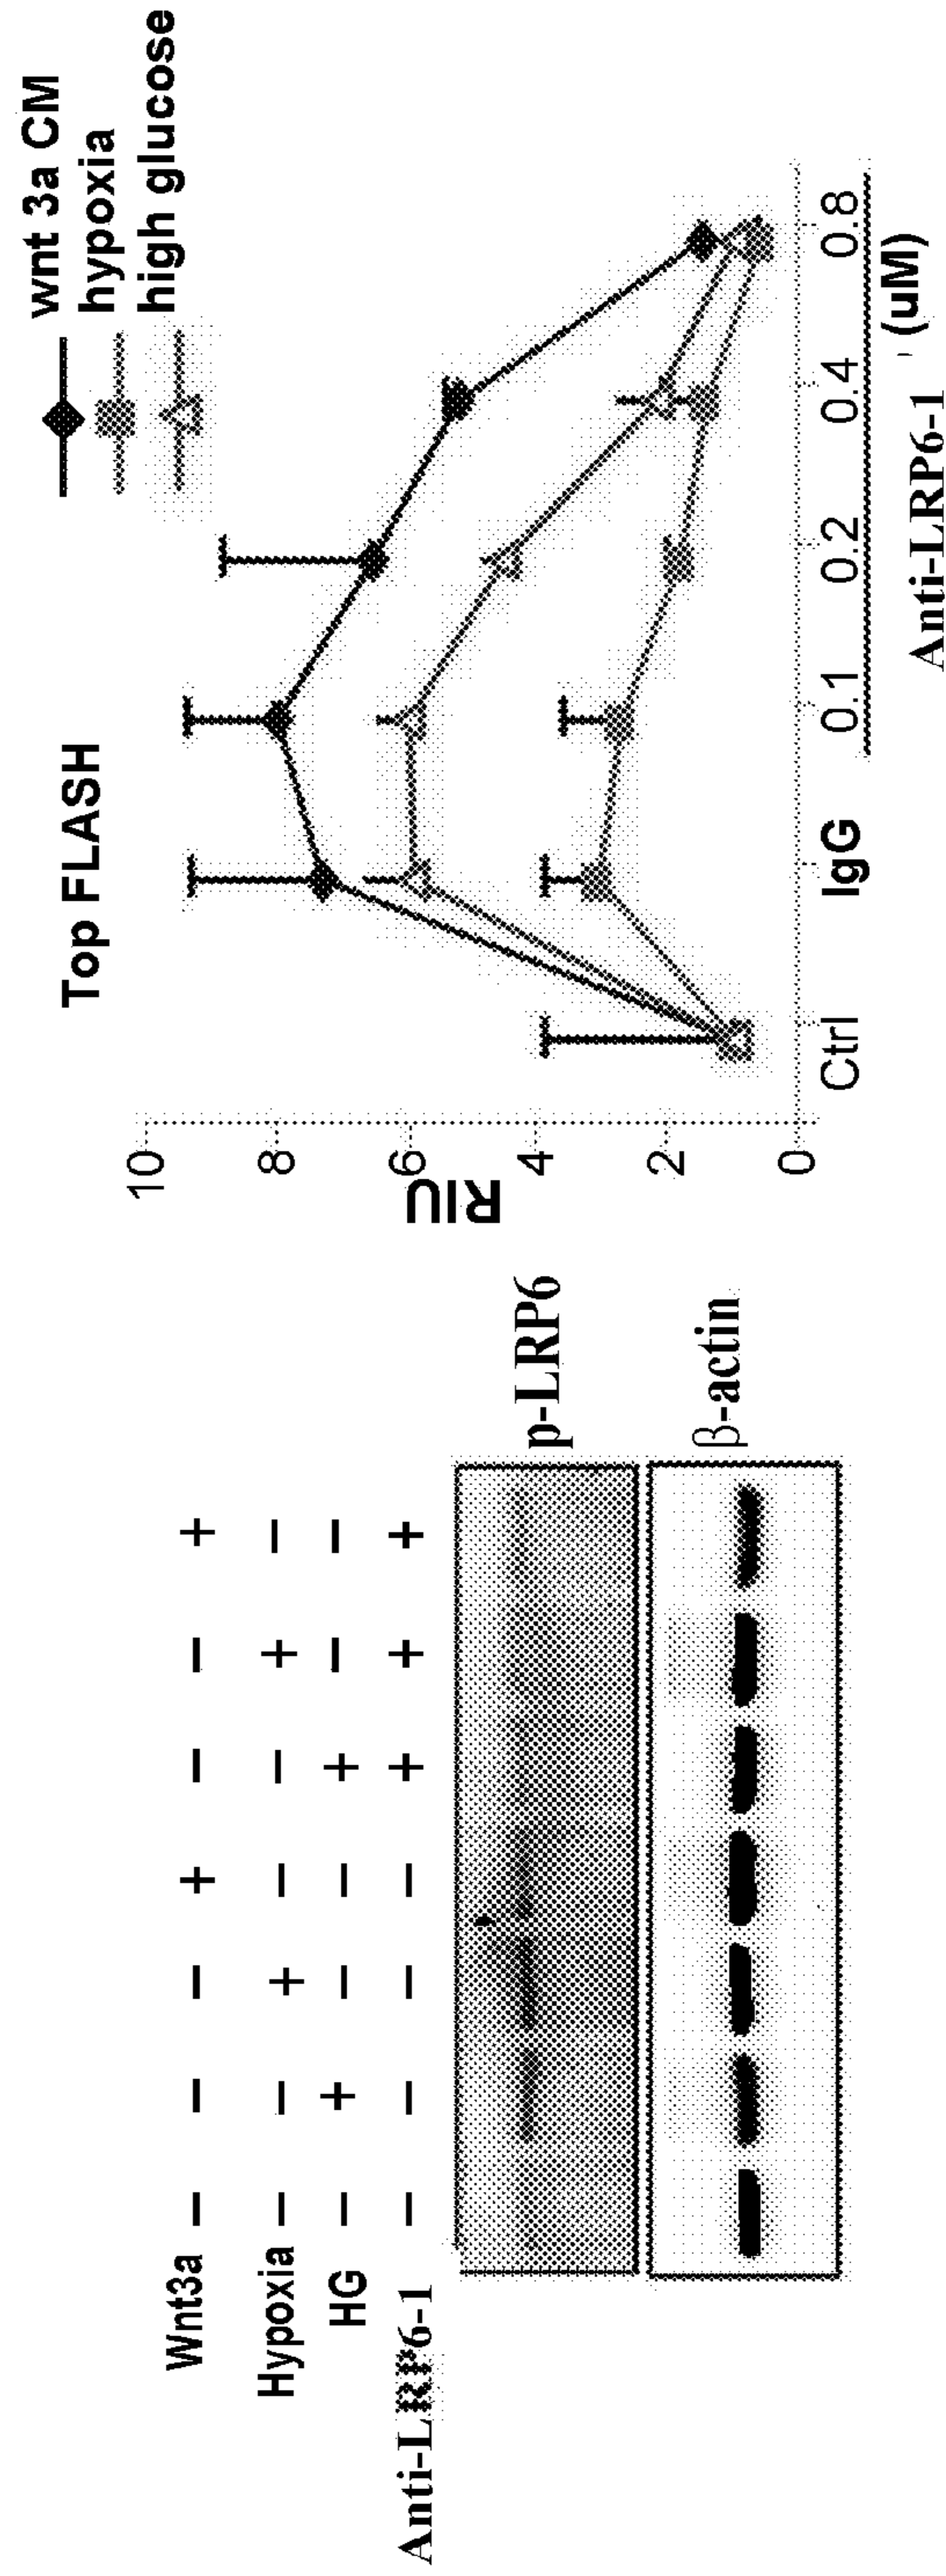 Wnt3a – – – + – – +
Hypoxia – – + – – + –
HG – + – – + – –
Anti-LRP6-1 – – – – + + +
p-LRP6
β-actin
Top FLASH
wnt 3a CM
hypoxia
high glucose
RIU
10
8
6
4
2
0
Ctrl IgG 0.1 0.2 0.4 0.8
(uM)
Anti-LRP6-1